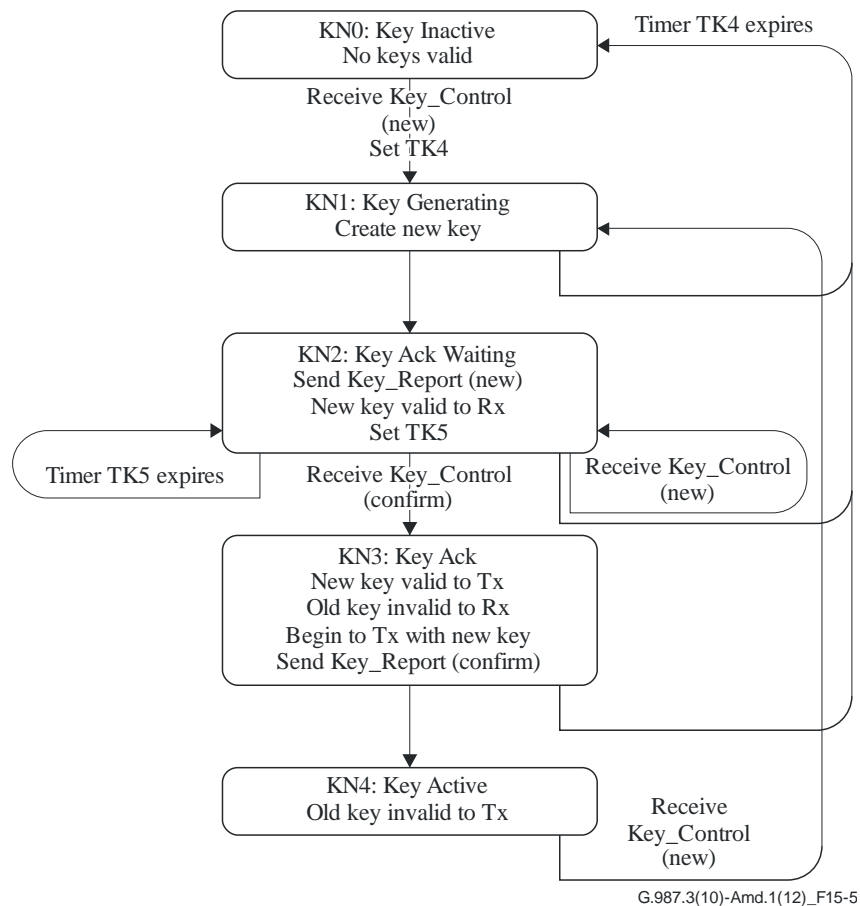 KN0: Key Inactive
No keys valid
Timer TK4 expires
Receive Key_Control
(new)
Set TK4
KN1: Key Generating
Create new key
KN2: Key Ack Waiting
Send Key_Report (new)
New key valid to Rx
Set TK5
Timer TK5 expires
Receive Key_Control
(confirm)
Receive Key_Control
(new)
KN3: Key Ack
New key valid to Tx
Old key invalid to Rx
Begin to Tx with new key
Send Key_Report (confirm)
KN4: Key Active
Old key invalid to Tx
Receive
Key_Control
(new)
G.987.3(10)-Amd.1(12)_F15-5